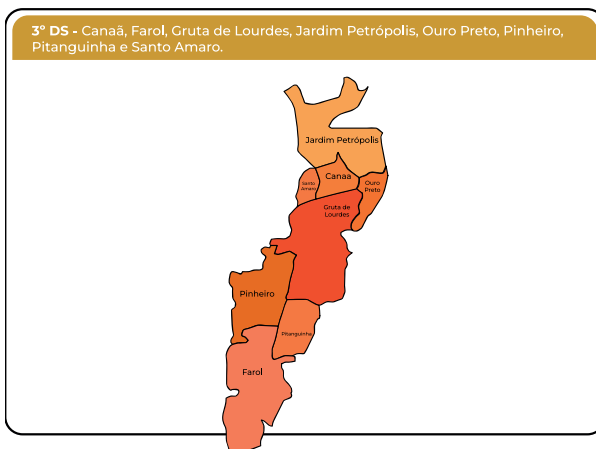 3º DS - Canaã, Farol, Gruta de Lourdes, Jardim Petrópolis, Ouro Preto, Pinheiro,
Pitanguinha e Santo Amaro.
Jardim Petrópolis
Canaã
Santo
Amaro
Ouro
Preto
Gruta de
Lourdes
Pinheiro
Pitanguinha
Farol